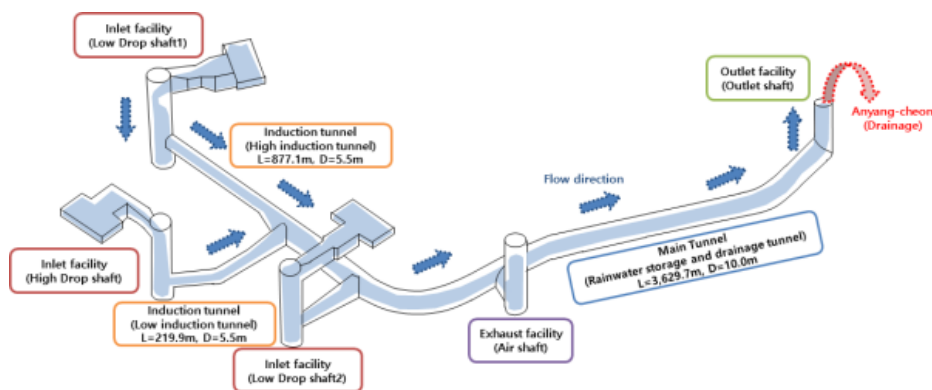 Inlet facility
(Low Drop shaft1)
Outlet facility
(Outlet shaft)
Anyang-cheon
(Drainage)
Induction tunnel
(High induction tunnel)
L=877.1m, D=5.5m
Flow direction
Inlet facility
(High Drop shaft)
Main Tunnel
(Rainwater storage and drainage tunnel)
L=3,629.7m, D=10.0m
Induction tunnel
(Low induction tunnel)
L=219.9m, D=5.5m
Exhaust facility
(Air shaft)
Inlet facility
(Low Drop shaft2)